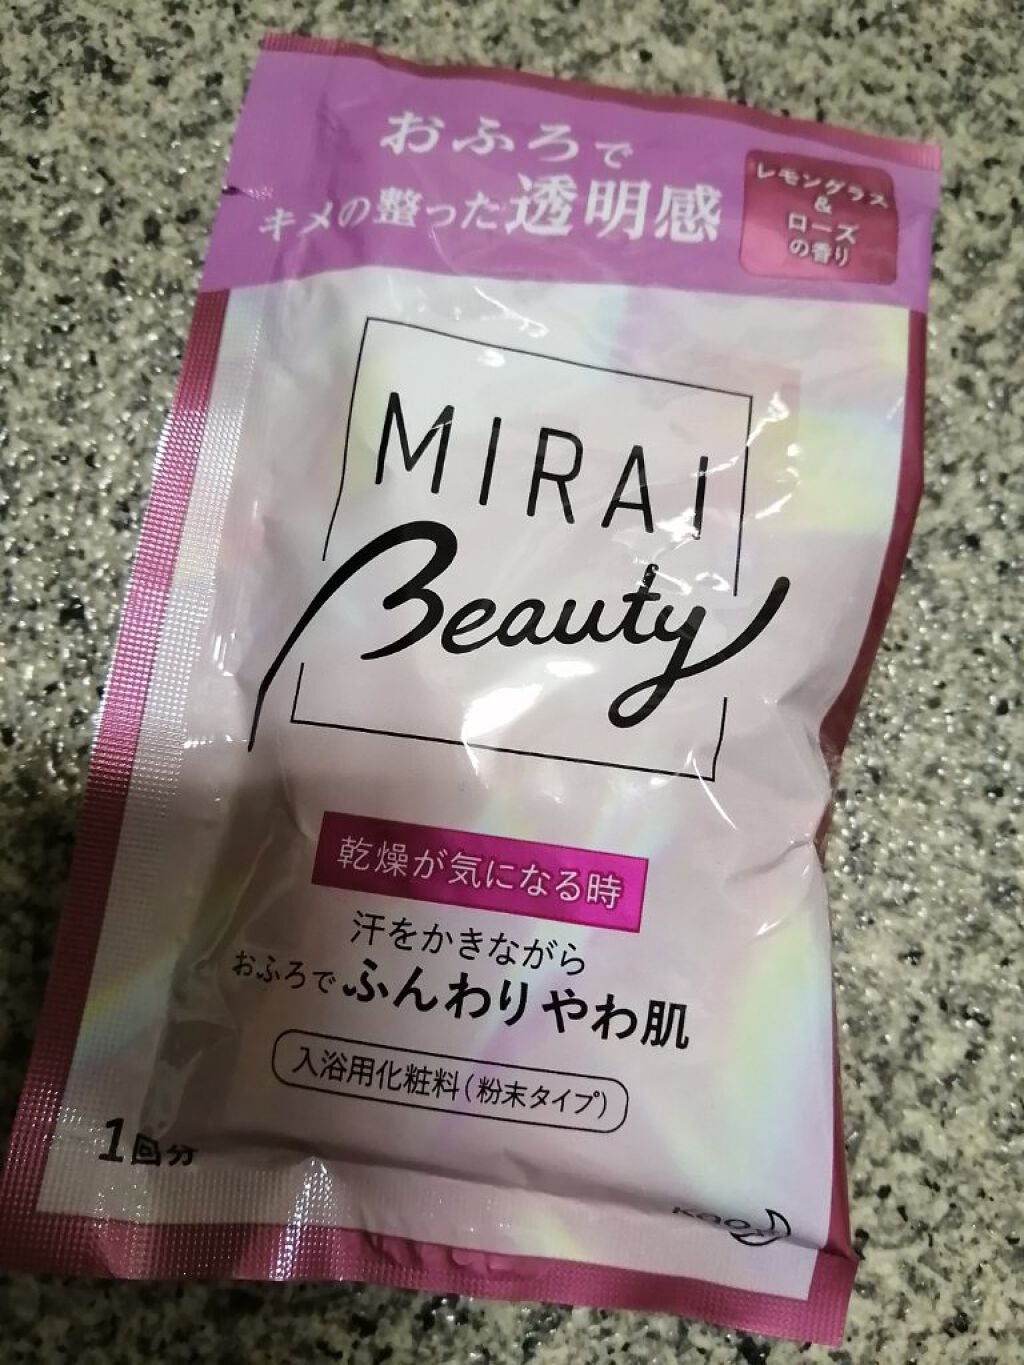 おふろで
キメの整った透明感
レモングラス
&
ローズ
の香り
MIRAI
Beauty
乾燥が気になる時
汗をかきながら
おふろでふんわりやわ肌
入浴用化粧料(粉末タイプ)
1回分
Kao